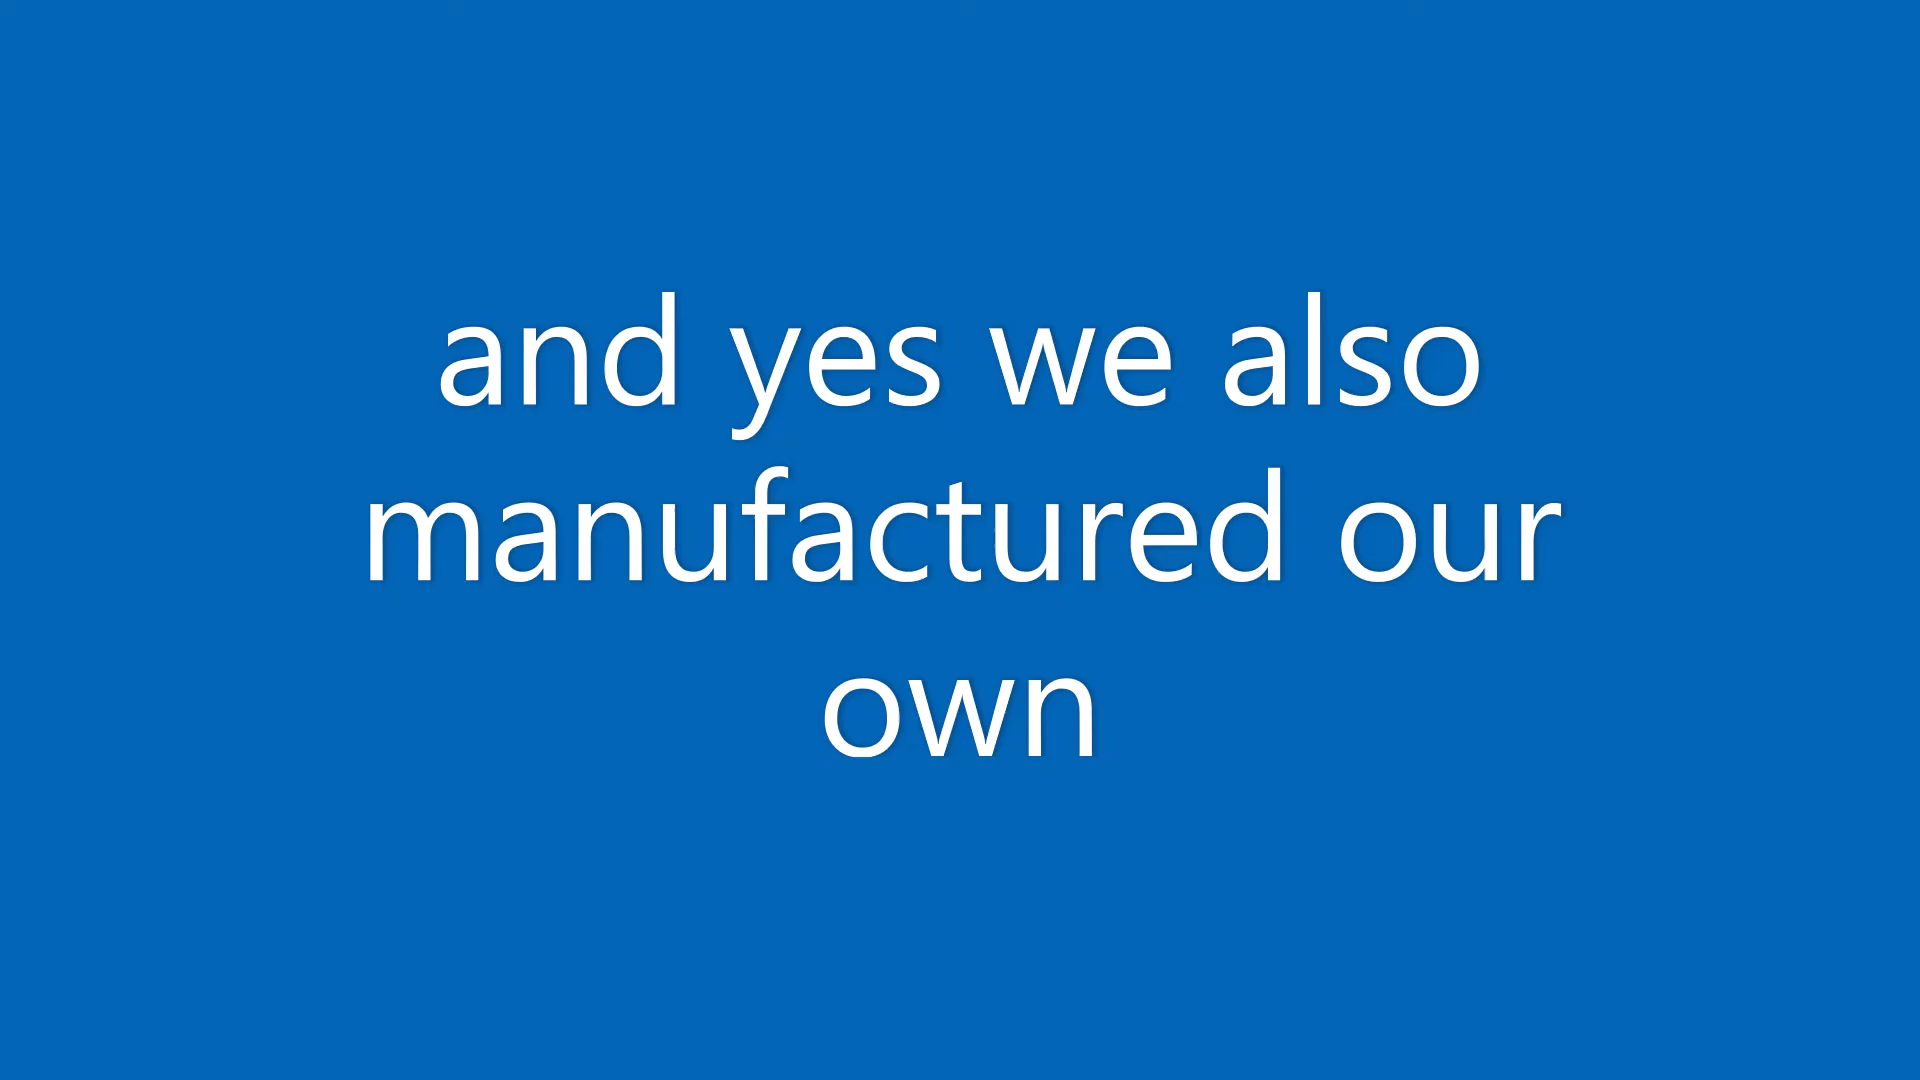 and yes we also
manufactured our
own